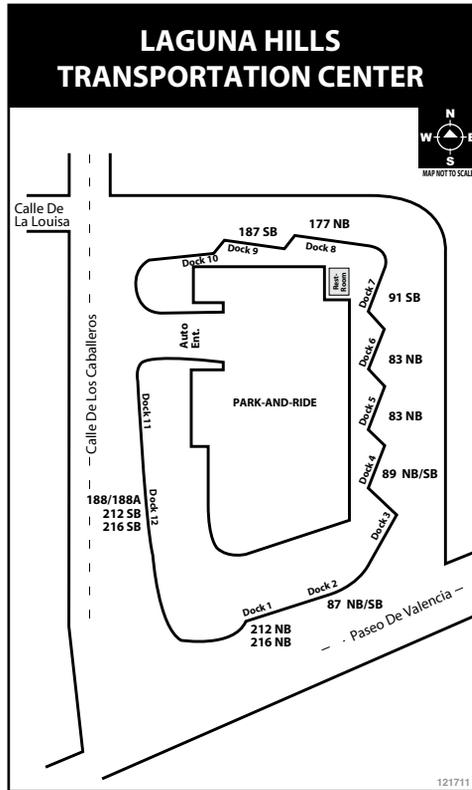 LAGUNA HILLS
TRANSPORTATION CENTER
N
W E
S
MAP NOT TO SCALE
Calle De
La Louisa
187 SB
177 NB
Dock 10
Dock 9
Dock 8
Rest-
Room
Dock 7
91 SB
Auto
Ent.
Dock 6
83 NB
Calle De Los Caballeros
PARK-AND-RIDE
Dock 11
Dock 5
83 NB
Dock 4
89 NB/SB
188/188A
212 SB
216 SB
Dock 12
Dock 3
Dock 2
Dock 1
87 NB/SB
212 NB
216 NB
Paseo De Valencia
121711